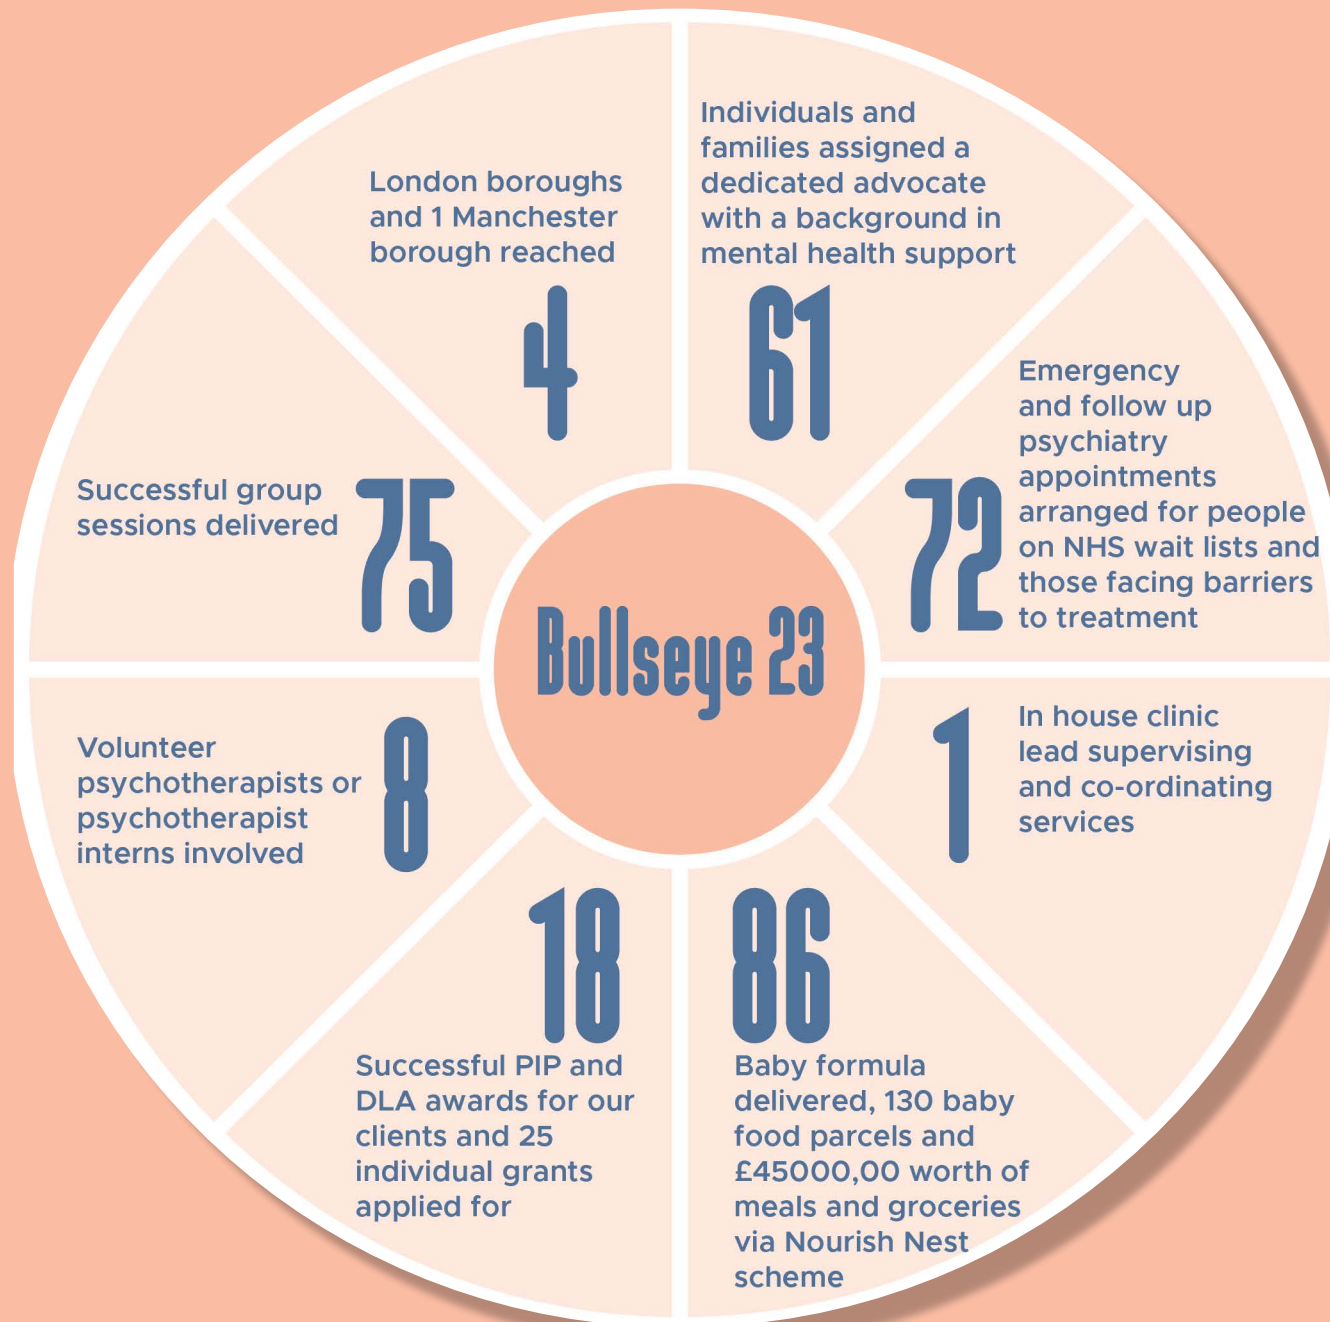 Individuals and
families assigned a
dedicated advocate
with a background in
mental health support
61
Emergency
and follow up
psychiatry
appointments
arranged for people
on NHS wait lists and
those facing barriers
to treatment
72
In house clinic
lead supervising
and co-ordinating
services
1
86
Baby formula
delivered, 130 baby
food parcels and
£45000,00 worth of
meals and groceries
via Nourish Nest
scheme
18
Successful PIP and
DLA awards for our
clients and 25
individual grants
applied for
Volunteer
psychotherapists or
psychotherapist
interns involved
8
Successful group
sessions delivered
75
London boroughs
and 1 Manchester
borough reached
4
Bullseye 23